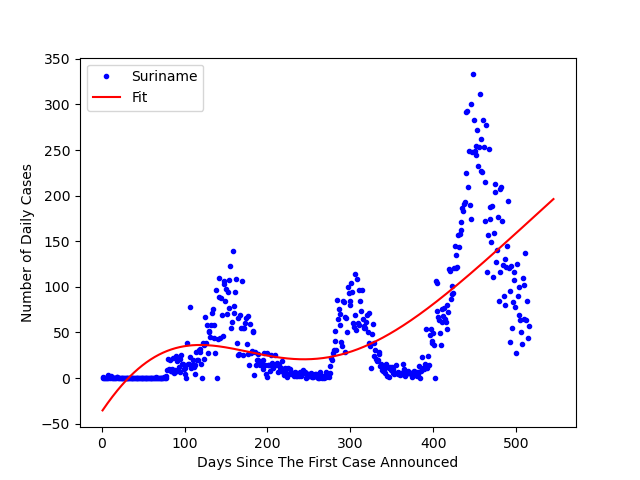 350
300
250
200
150
100
50
0
−50
Number of Daily Cases
Suriname
Fit
0 100 200 300 400 500
Days Since The First Case Announced